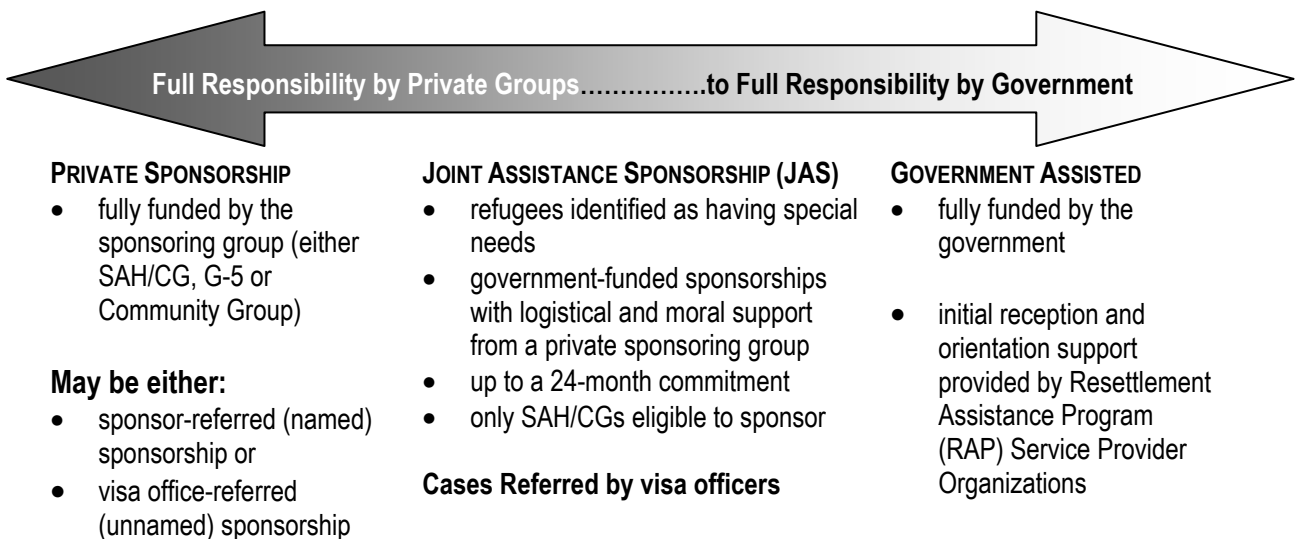 Full Responsibility by Private Groups................to Full Responsibility by Government
PRIVATE SPONSORSHIP
• fully funded by the
sponsoring group (either
SAH/CG, G-5 or
Community Group)
May be either:
• sponsor-referred (named)
sponsorship or
• visa office-referred
(unnamed) sponsorship
JOINT ASSISTANCE SPONSORSHIP (JAS)
• refugees identified as having special
needs
• government-funded sponsorships
with logistical and moral support
from a private sponsoring group
• up to a 24-month commitment
• only SAH/CGs eligible to sponsor
Cases Referred by visa officers
GOVERNMENT ASSISTED
• fully funded by the
government
• initial reception and
orientation support
provided by Resettlement
Assistance Program
(RAP) Service Provider
Organizations